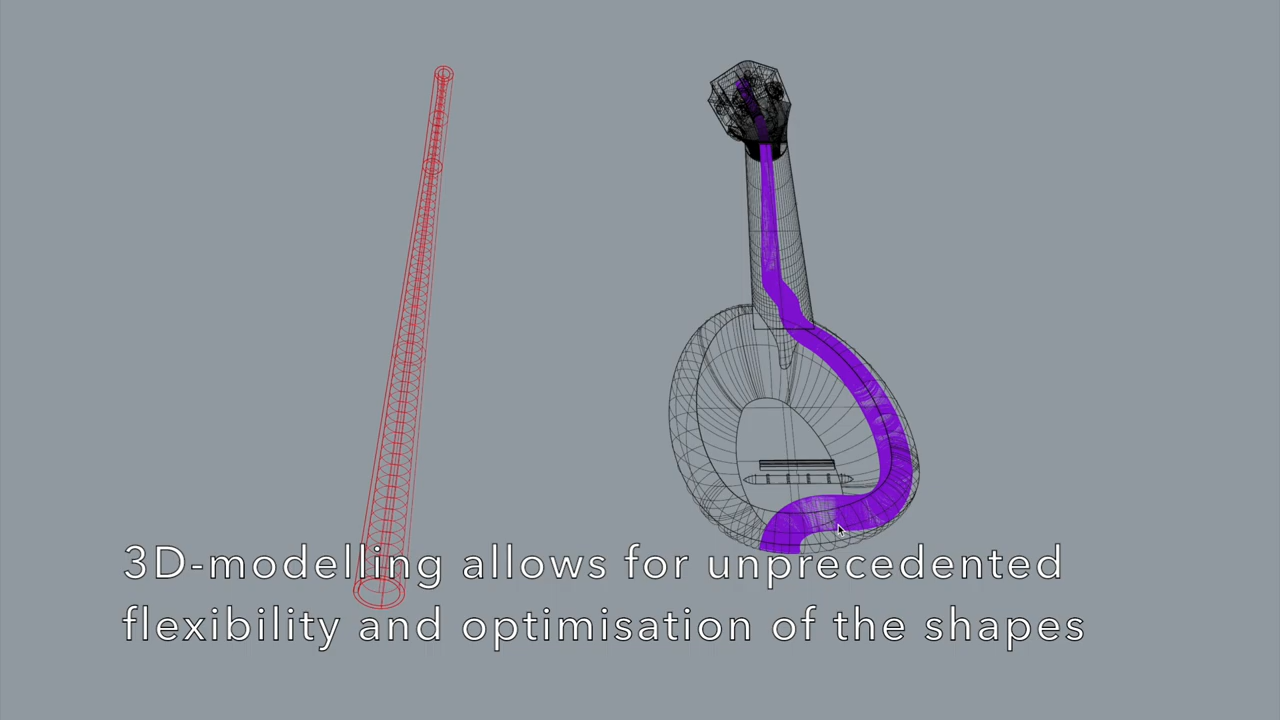 3D-modelling allows for unprecedented
flexibility and optimisation of the shapes